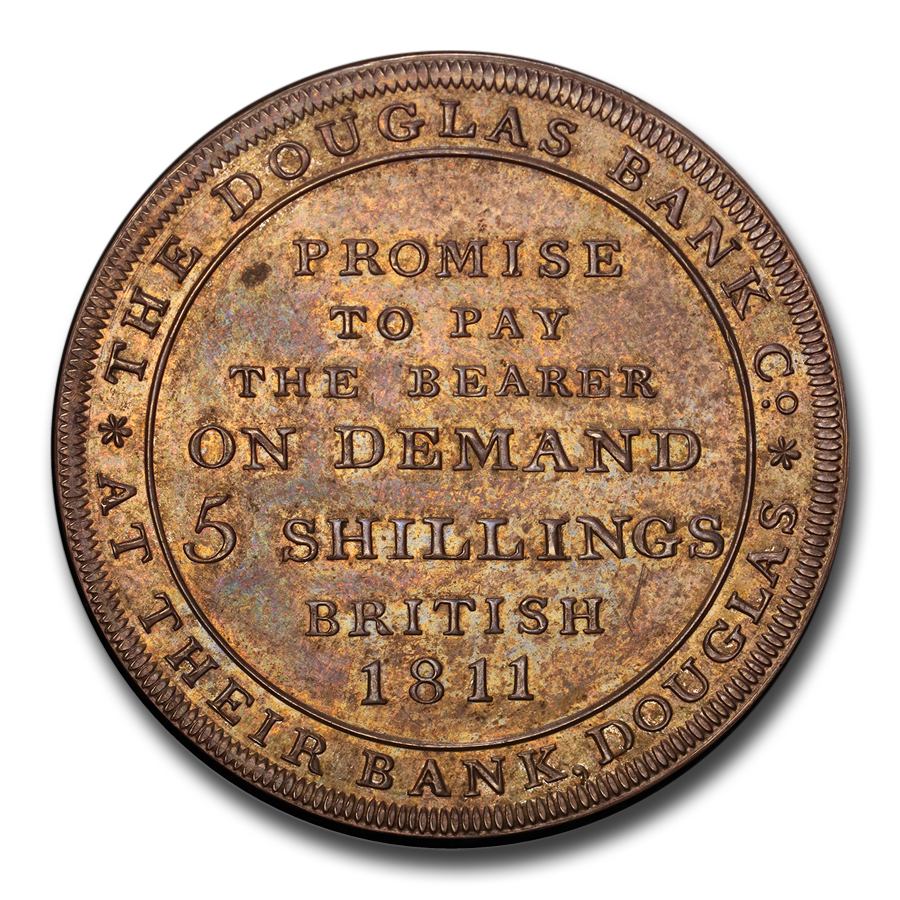 * THE DOUGLAS BANK Co. *
AT THEIR BANK, DOUGLAS
PROMISE
TO PAY
THE BEARER
ON DEMAND
5 SHILLINGS
BRITISH
1811